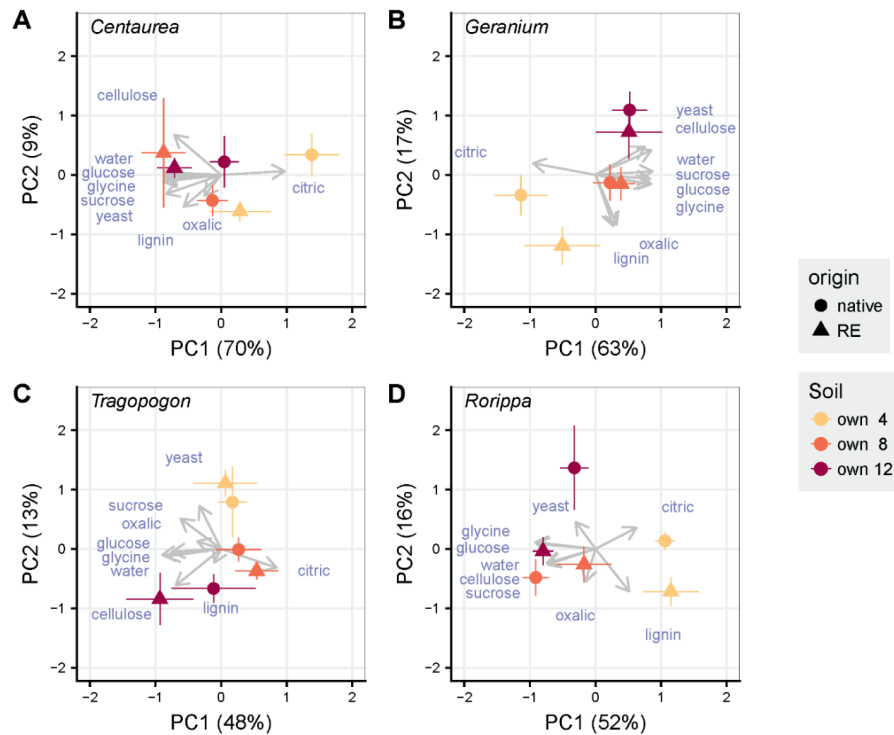 A
Centaurea
PC2 (9%)
2
1
0
−1
−2
cellulose
water
glucose
glycine
sucrose
yeast
lignin
oxalic
citric
−2 −1 0 1 2
PC1 (70%)
B
Geranium
PC2 (17%)
2
1
0
−1
−2
citric
yeast
cellulose
water
sucrose
glucose
glycine
oxalic
lignin
−2 −1 0 1 2
PC1 (63%)
origin
native
RE
Soil
own 4
own 8
own 12
C
Tragopogon
PC2 (13%)
2
1
0
−1
−2
yeast
sucrose
oxalic
glucose
glycine
water
citric
cellulose
lignin
−2 −1 0 1 2
PC1 (48%)
D
Rorippa
PC2 (16%)
2
1
0
−1
−2
yeast
citric
glycine
glucose
water
cellulose
sucrose
oxalic
lignin
−2 −1 0 1 2
PC1 (52%)